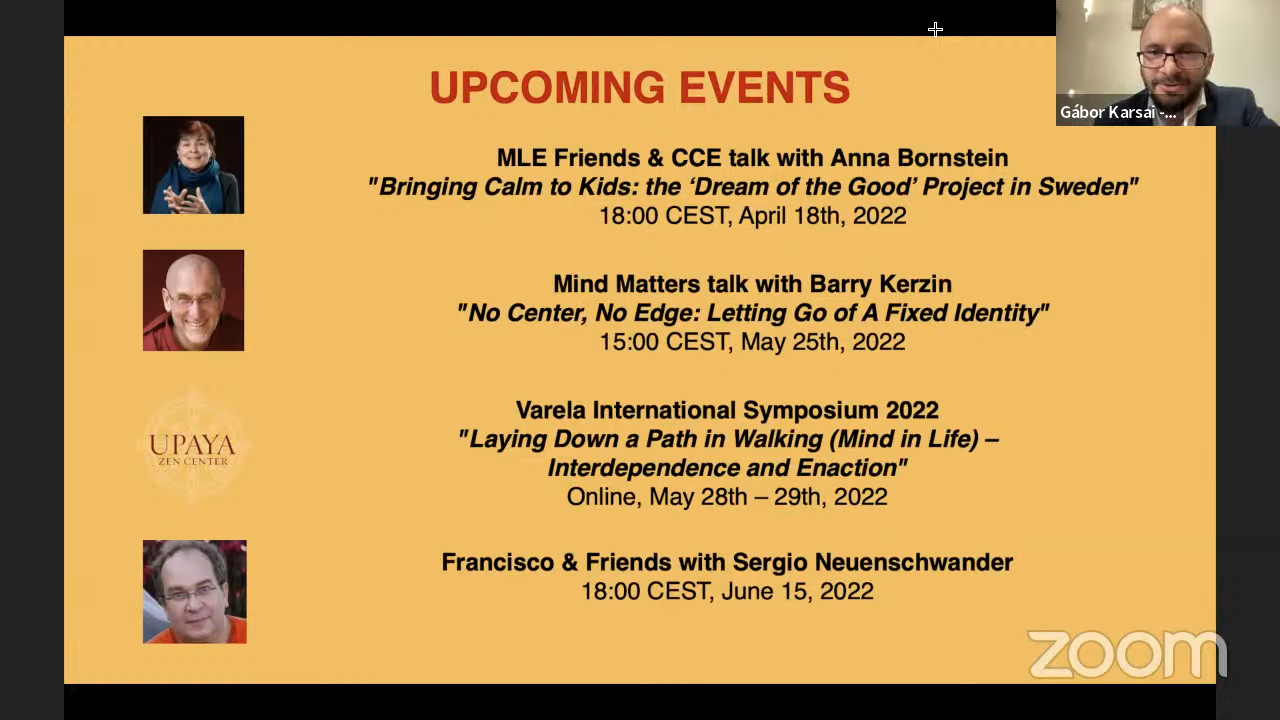 UPCOMING EVENTS
Gábor Karsai -...
MLE Friends & CCE talk with Anna Bornstein
"Bringing Calm to Kids: the ‘Dream of the Good’ Project in Sweden"
18:00 CEST, April 18th, 2022
Mind Matters talk with Barry Kerzin
"No Center, No Edge: Letting Go of A Fixed Identity"
15:00 CEST, May 25th, 2022
UPAYA
ZEN CENTER
Varela International Symposium 2022
"Laying Down a Path in Walking (Mind in Life) –
Interdependence and Enaction"
Online, May 28th – 29th, 2022
Francisco & Friends with Sergio Neuenschwander
18:00 CEST, June 15, 2022
zoom